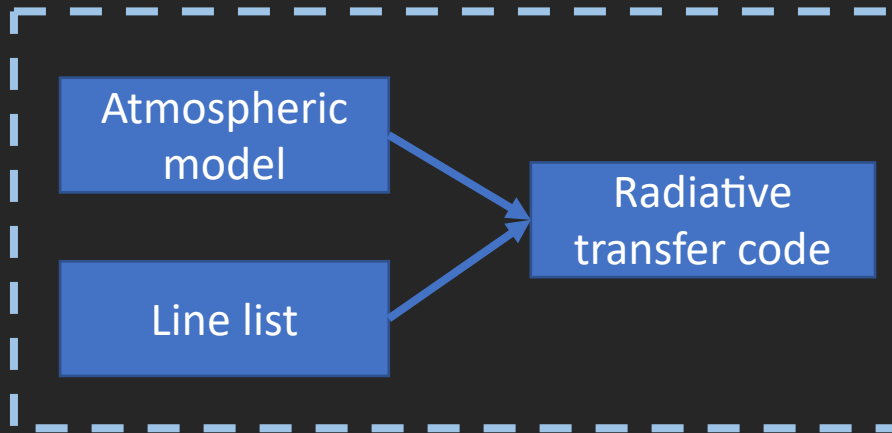 Atmospheric
model
Radiative
transfer code
Line list